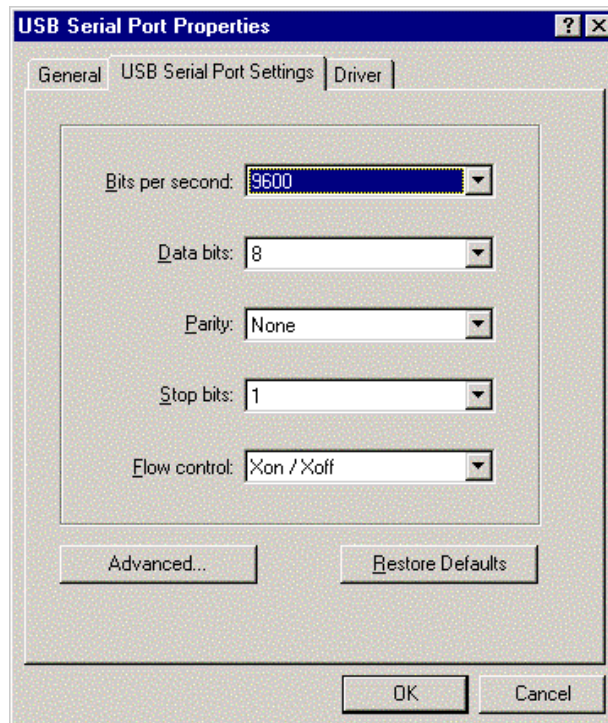 USB Serial Port Properties
General USB Serial Port Settings Driver
Bits per second: 9600
Data bits: 8
Parity: None
Stop bits: 1
Flow control: Xon / Xoff
Advanced... Restore Defaults
OK Cancel